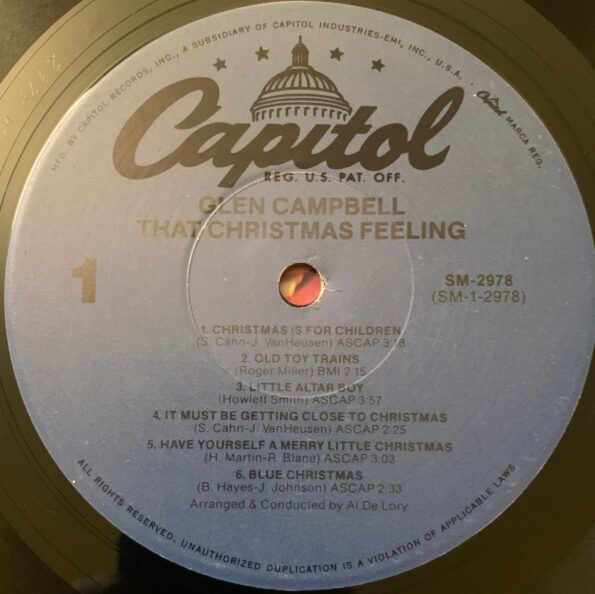 MFD. BY CAPITOL RECORDS, INC., A SUBSIDIARY OF CAPITOL INDUSTRIES-EMI, INC., U.S.A. · Capitol MARCA REG.
Capitol
REG. U.S. PAT. OFF.
GLEN CAMPBELL
THAT CHRISTMAS FEELING
1
SM-2978
(SM-1-2978)
1. CHRISTMAS IS FOR CHILDREN
(S. Cahn-J. VanHeusen) ASCAP 3:18
2. OLD TOY TRAINS
(Roger Miller) BMI 2:15
3. LITTLE ALTAR BOY
(Howlett Smith) ASCAP 3:57
4. IT MUST BE GETTING CLOSE TO CHRISTMAS
(S. Cahn-J. VanHeusen) ASCAP 2:25
5. HAVE YOURSELF A MERRY LITTLE CHRISTMAS
(H. Martin-R. Blane) ASCAP 3:03
6. BLUE CHRISTMAS
(B. Hayes-J. Johnson) ASCAP 2:33
Arranged & Conducted by Al De Lory
ALL RIGHTS RESERVED. UNAUTHORIZED DUPLICATION IS A VIOLATION OF APPLICABLE LAWS